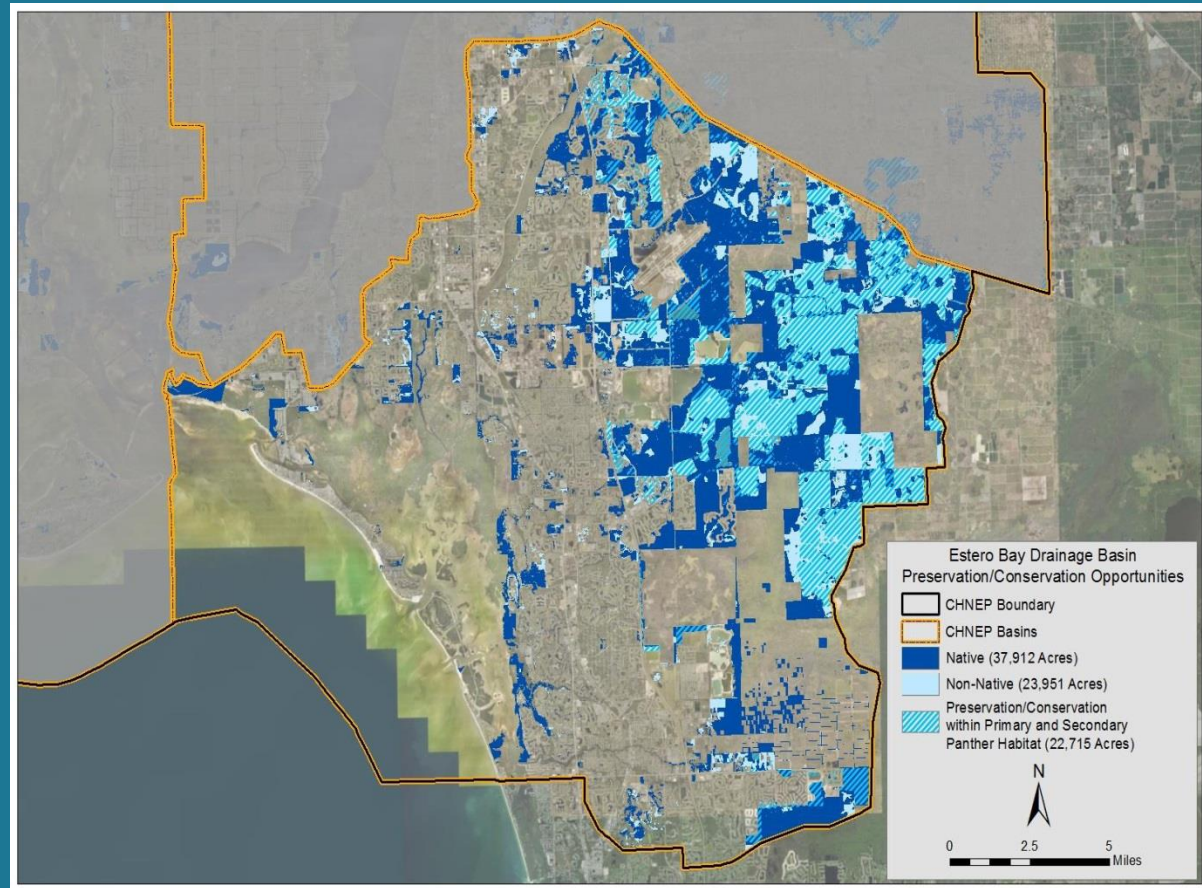 Estero Bay Drainage Basin
Preservation/Conservation Opportunities
CHNEP Boundary
CHNEP Basins
Native (37,912 Acres)
Non-Native (23,951 Acres)
Preservation/Conservation
within Primary and Secondary
Panther Habitat (22,715 Acres)
N
0 2.5 5
Miles